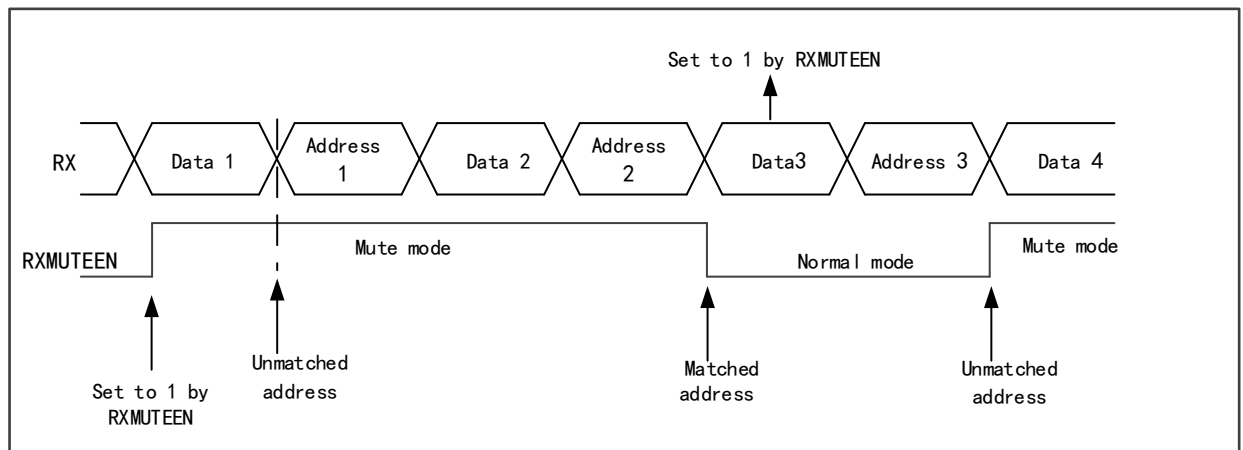 Set to 1 by RXMUTEEN
RX
Data 1
Address
1
Data 2
Address
2
Data3
Address 3
Data 4
RXMUTEEN
Mute mode
Normal mode
Mute mode
Set to 1 by
RXMUTEEN
Unmatched
address
Matched
address
Unmatched
address